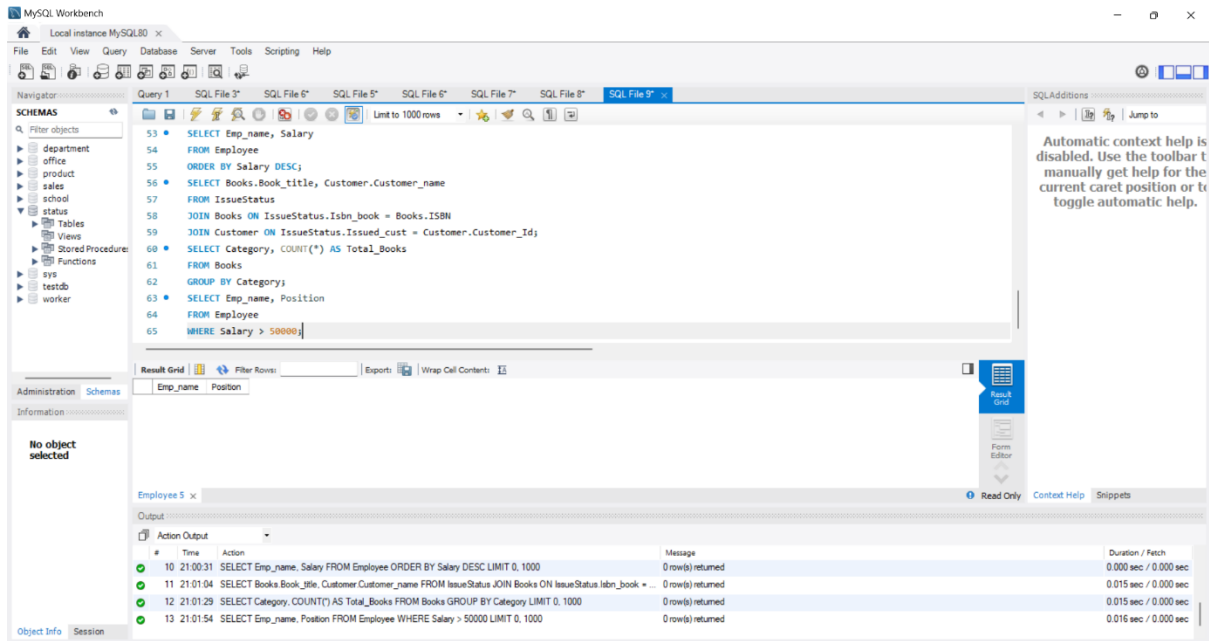 MySQL Workbench
Local instance MySQL80 ×
File Edit View Query Database Server Tools Scripting Help
Navigator
SCHEMAS
Filter objects
department
office
product
sales
school
status
Tables
Views
Stored Procedures
Functions
sys
testdb
worker
Administration Schemas
Information
No object
selected
Object Info Session
Query 1 SQL File 3* SQL File 6* SQL File 5* SQL File 6* SQL File 7* SQL File 8* SQL File 9* ×
Limit to 1000 rows
53 SELECT Emp_name, Salary
54 FROM Employee
55 ORDER BY Salary DESC;
56 SELECT Books.Book_title, Customer.Customer_name
57 FROM IssueStatus
58 JOIN Books ON IssueStatus.Isbn_book = Books.ISBN
59 JOIN Customer ON IssueStatus.Issued_cust = Customer.Customer_Id;
60 SELECT Category, COUNT(*) AS Total_Books
61 FROM Books
62 GROUP BY Category;
63 SELECT Emp_name, Position
64 FROM Employee
65 WHERE Salary > 50000;
Result Grid Filter Rows: Export: Wrap Cell Content:
Emp_name Position
Result
Grid
Form
Editor
Employee 5 × Read Only
Output
Action Output
# Time Action Message Duration / Fetch
10 21:00:31 SELECT Emp_name, Salary FROM Employee ORDER BY Salary DESC LIMIT 0, 1000 0 row(s) returned 0.000 sec / 0.000 sec
11 21:01:04 SELECT Books.Book_title, Customer.Customer_name FROM IssueStatus JOIN Books ON IssueStatus.Isbn_book = ... 0 row(s) returned 0.015 sec / 0.000 sec
12 21:01:29 SELECT Category, COUNT(*) AS Total_Books FROM Books GROUP BY Category LIMIT 0, 1000 0 row(s) returned 0.015 sec / 0.000 sec
13 21:01:54 SELECT Emp_name, Position FROM Employee WHERE Salary > 50000 LIMIT 0, 1000 0 row(s) returned 0.016 sec / 0.000 sec
SQLAdditions
Jump to
Automatic context help is
disabled. Use the toolbar t
manually get help for the
current caret position or to
toggle automatic help.
Context Help Snippets